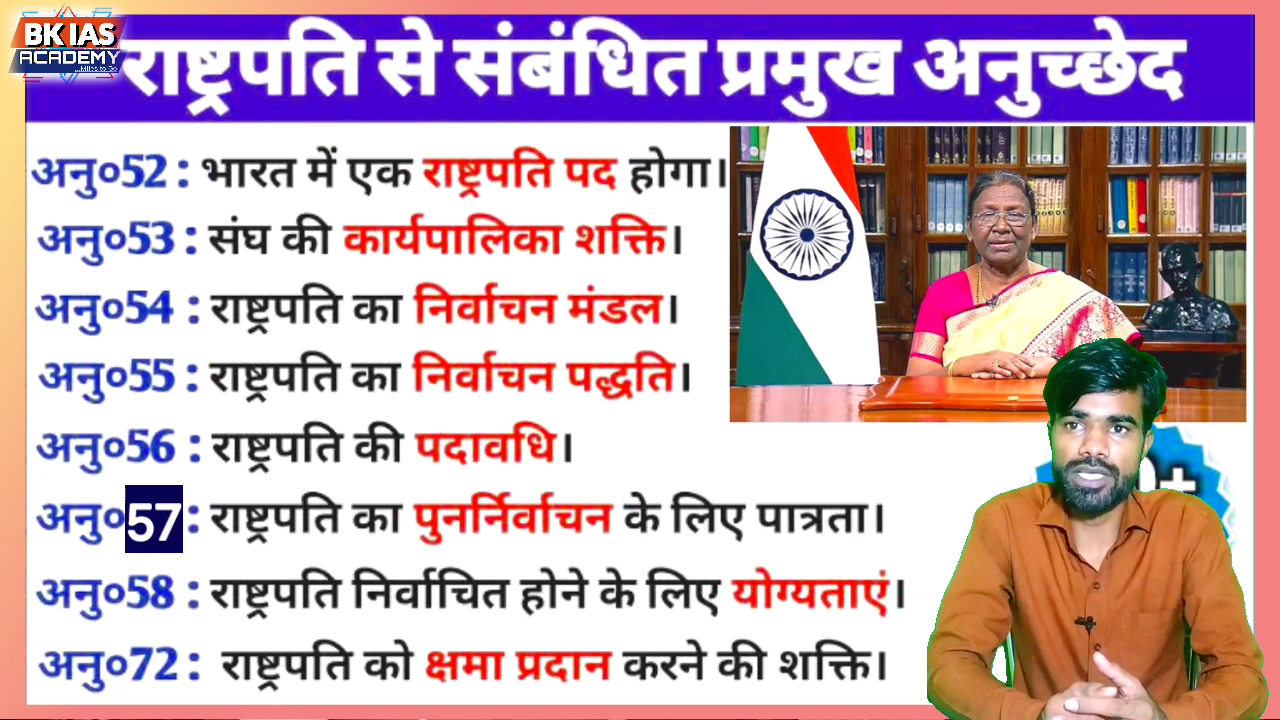 BK IAS
ACADEMY
राष्ट्रपति से संबंधित प्रमुख अनुच्छेद
अनु०52 : भारत में एक राष्ट्रपति पद होगा।
अनु०53 : संघ की कार्यपालिका शक्ति।
अनु०54 : राष्ट्रपति का निर्वाचन मंडल।
अनु०55 : राष्ट्रपति का निर्वाचन पद्धति।
अनु०56 : राष्ट्रपति की पदावधि।
अनु०57 : राष्ट्रपति का पुनर्निर्वाचन के लिए पात्रता।
अनु०58 : राष्ट्रपति निर्वाचित होने के लिए योग्यताएं।
अनु०72 : राष्ट्रपति को क्षमा प्रदान करने की शक्ति।